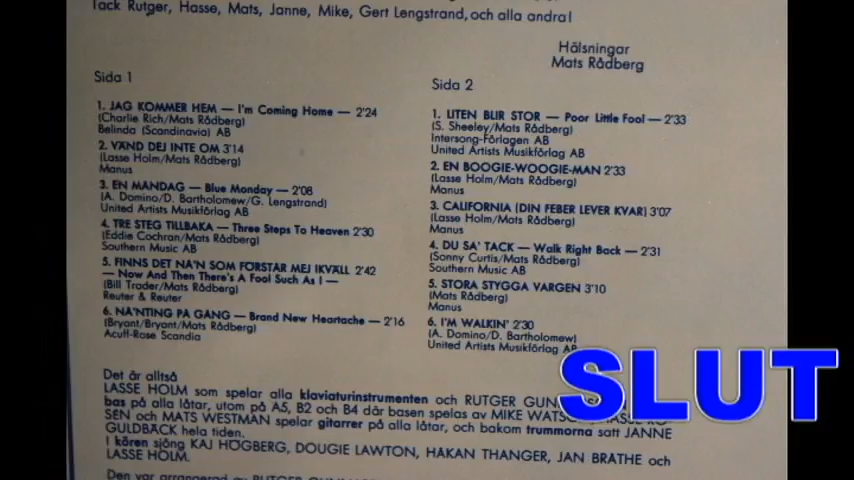 Tack Rutger, Hasse, Mats, Janne, Mike, Gert Lengstrand, och alla andra!
Hälsningar
Mats Rådberg
Sida 1
1. JAG KOMMER HEM — I'm Coming Home — 2'24
(Charlie Rich/Mats Rådberg)
Belinda (Scandinavia) AB
2. VÄND DEJ INTE OM 3'14
(Lasse Holm/Mats Rådberg)
Manus
3. EN MÅNDAG — Blue Monday — 2'08
(A. Domino/D. Bartholomew/G. Lengstrand)
United Artists Musikförlag AB
4. TRE STEG TILLBAKA — Three Steps To Heaven 2'30
(Eddie Cochran/Mats Rådberg)
Southern Music AB
5. FINNS DET NÅ'N SOM FÖRSTÅR MEJ IKVÄLL 2'42
— Now And Then There's A Fool Such As I —
(Bill Trader/Mats Rådberg)
Reuter & Reuter
6. NÅ'NTING PÅ GÅNG — Brand New Heartache — 2'16
(Bryant/Bryant/Mats Rådberg)
Acuff-Rose Scandia
Sida 2
1. LITEN BLIR STOR — Poor Little Fool — 2'33
(S. Sheeley/Mats Rådberg)
Intersong-Förlagen AB
United Artists Musikförlag AB
2. EN BOOGIE-WOOGIE-MAN 2'33
(Lasse Holm/Mats Rådberg)
Manus
3. CALIFORNIA (DIN FEBER LEVER KVAR) 3'07
(Lasse Holm/Mats Rådberg)
Manus
4. DU SA' TACK — Walk Right Back — 2'31
(Sonny Curtis/Mats Rådberg)
Southern Music AB
5. STORA STYGGA VARGEN 3'10
(Mats Rådberg)
Manus
6. I'M WALKIN' 2'30
(A. Domino/D. Bartholomew)
United Artists Musikförlag AB
SLUT
Det är alltså
LASSE HOLM som spelar alla klaviaturinstrumenten och RUTGER
bas på alla låtar, utom på A5, B2 och B4 där basen spelas av MIKE
SEN och MATS WESTMAN spelar gitarrer på alla låtar, och bakom trummorna satt JANNE
GULDBÄCK hela tiden.
I kören sjöng KAJ HÖGBERG, DOUGIE LAWTON, HÅKAN THANGER, JAN BRATHE och
LASSE HOLM.
Den var arrangerad av